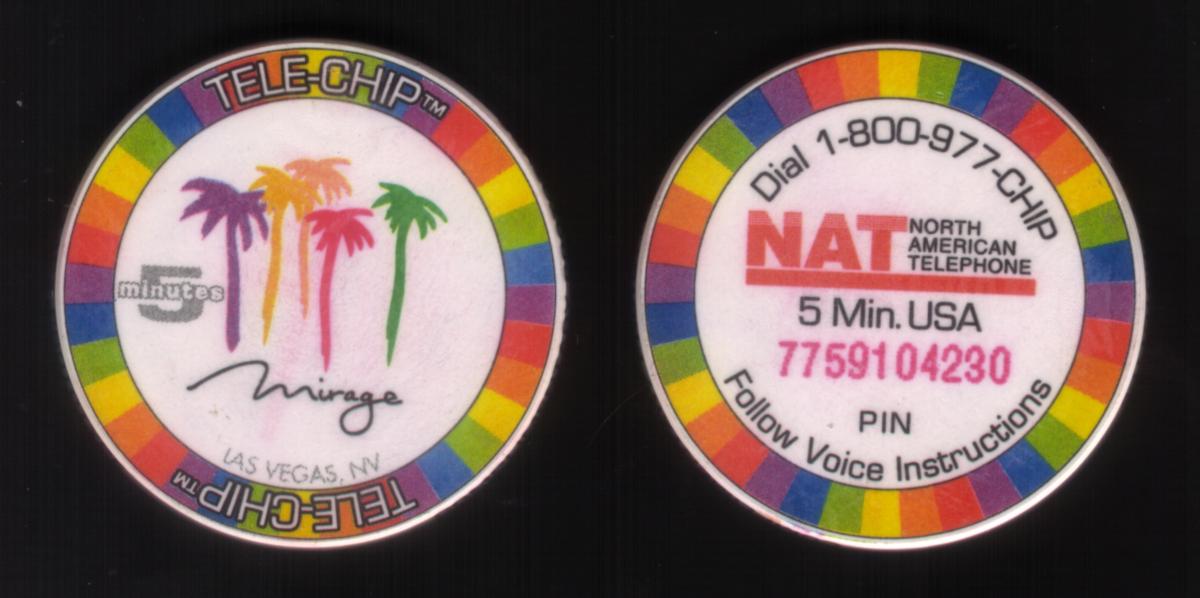 TELE-CHIP™
5
minutes
Mirage
LAS VEGAS, NV
TELE-CHIP™
Dial 1-800-977-CHIP
NAT NORTH
AMERICAN
TELEPHONE
5 Min. USA
7759104230
PIN
Follow Voice Instructions